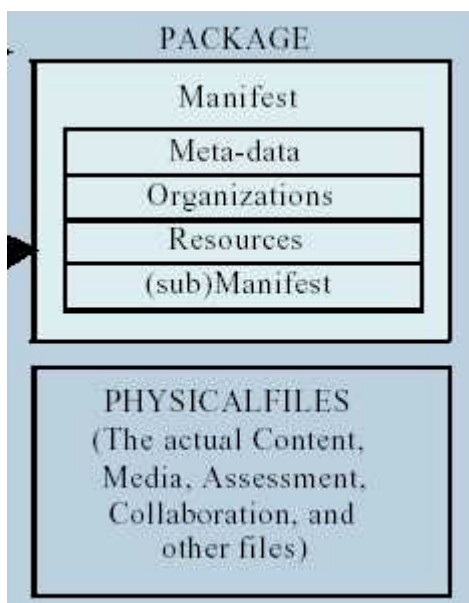 PACKAGE
Manifest
Meta-data
Organizations
Resources
(sub)Manifest
PHYSICALFILES
(The actual Content,
Media, Assessment,
Collaboration, and
other files)